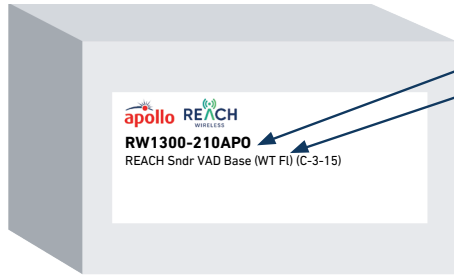 apollo REACH
WIRELESS
RW1300-210APO
REACH Sndr VAD Base (WT Fl) (C-3-15)